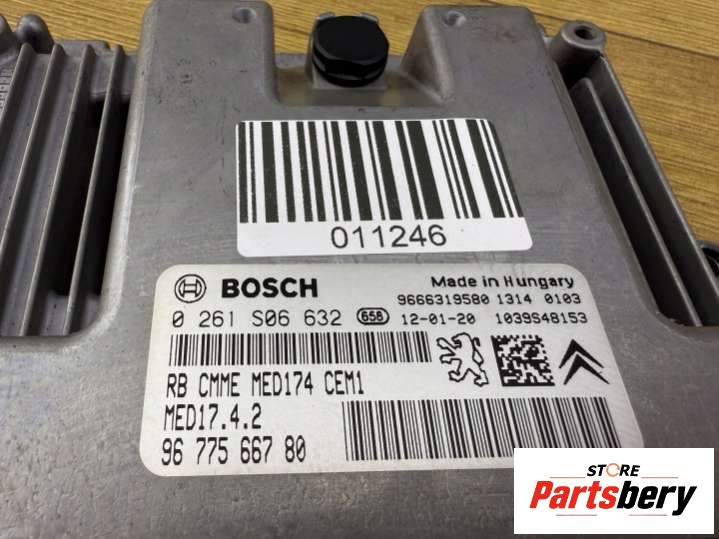 011246
BOSCH
Made in Hungary
9666319580 1314 0103
0 261 S06 632 658 12-01-20 1039S48153
RB CMME MED174 CEM1
MED17.4.2
96 775 667 80
STORE
Partsbery